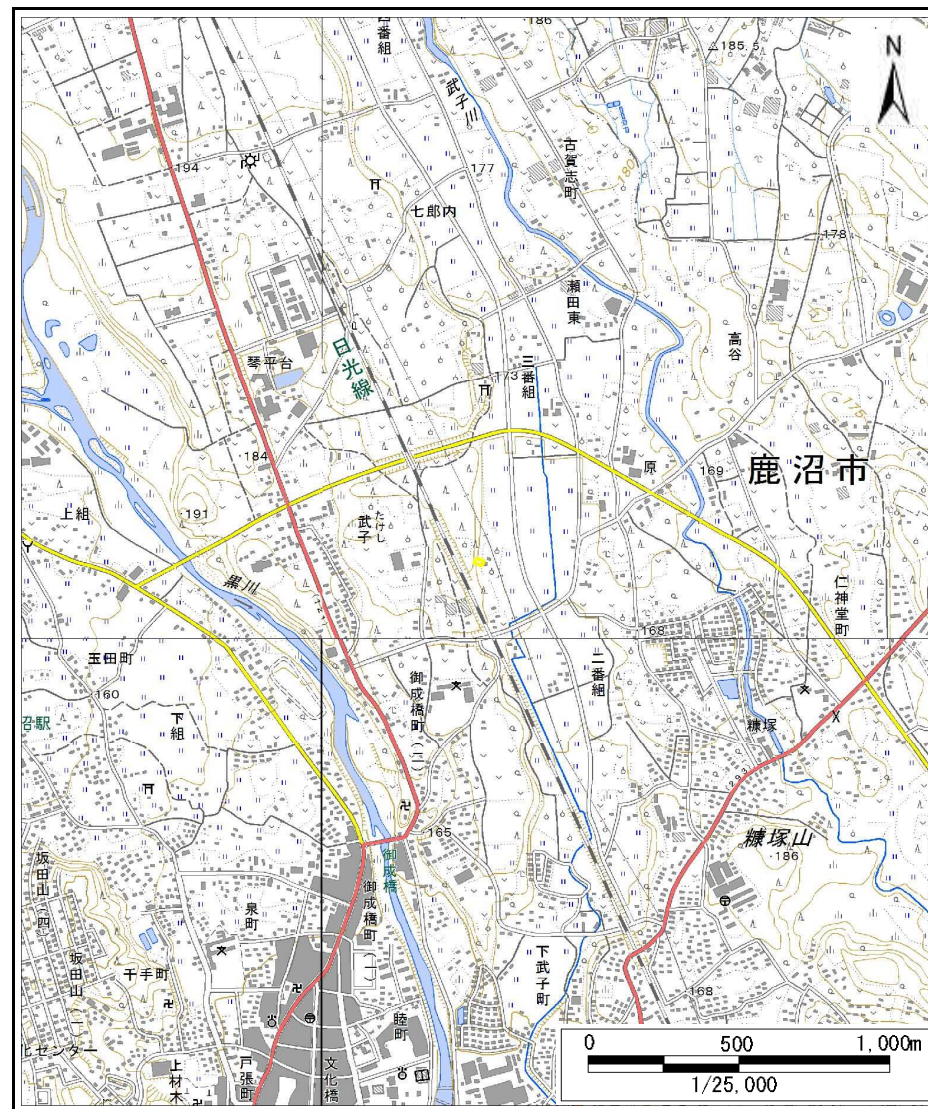 二番組
186
185.5
N
武子川
194
177
古賀志町
180
七郎内
178
瀬田東
高谷
日光線
琴平台
三番組
173
175
184
原
169
鹿沼市
上組
191
武子
たけし
黒川
仁神堂町
168
玉田町
160
御成橋町(二)
二番組
沼駅
下組
糠塚
293
165
糠塚山
186
御成橋
坂田山(四)
泉町
御成橋町(一)
坂田山(二)
千手町
下武子町
168
化センター
睦町
上材木
戸張町
文化橋
0 500 1,000m
1/25,000